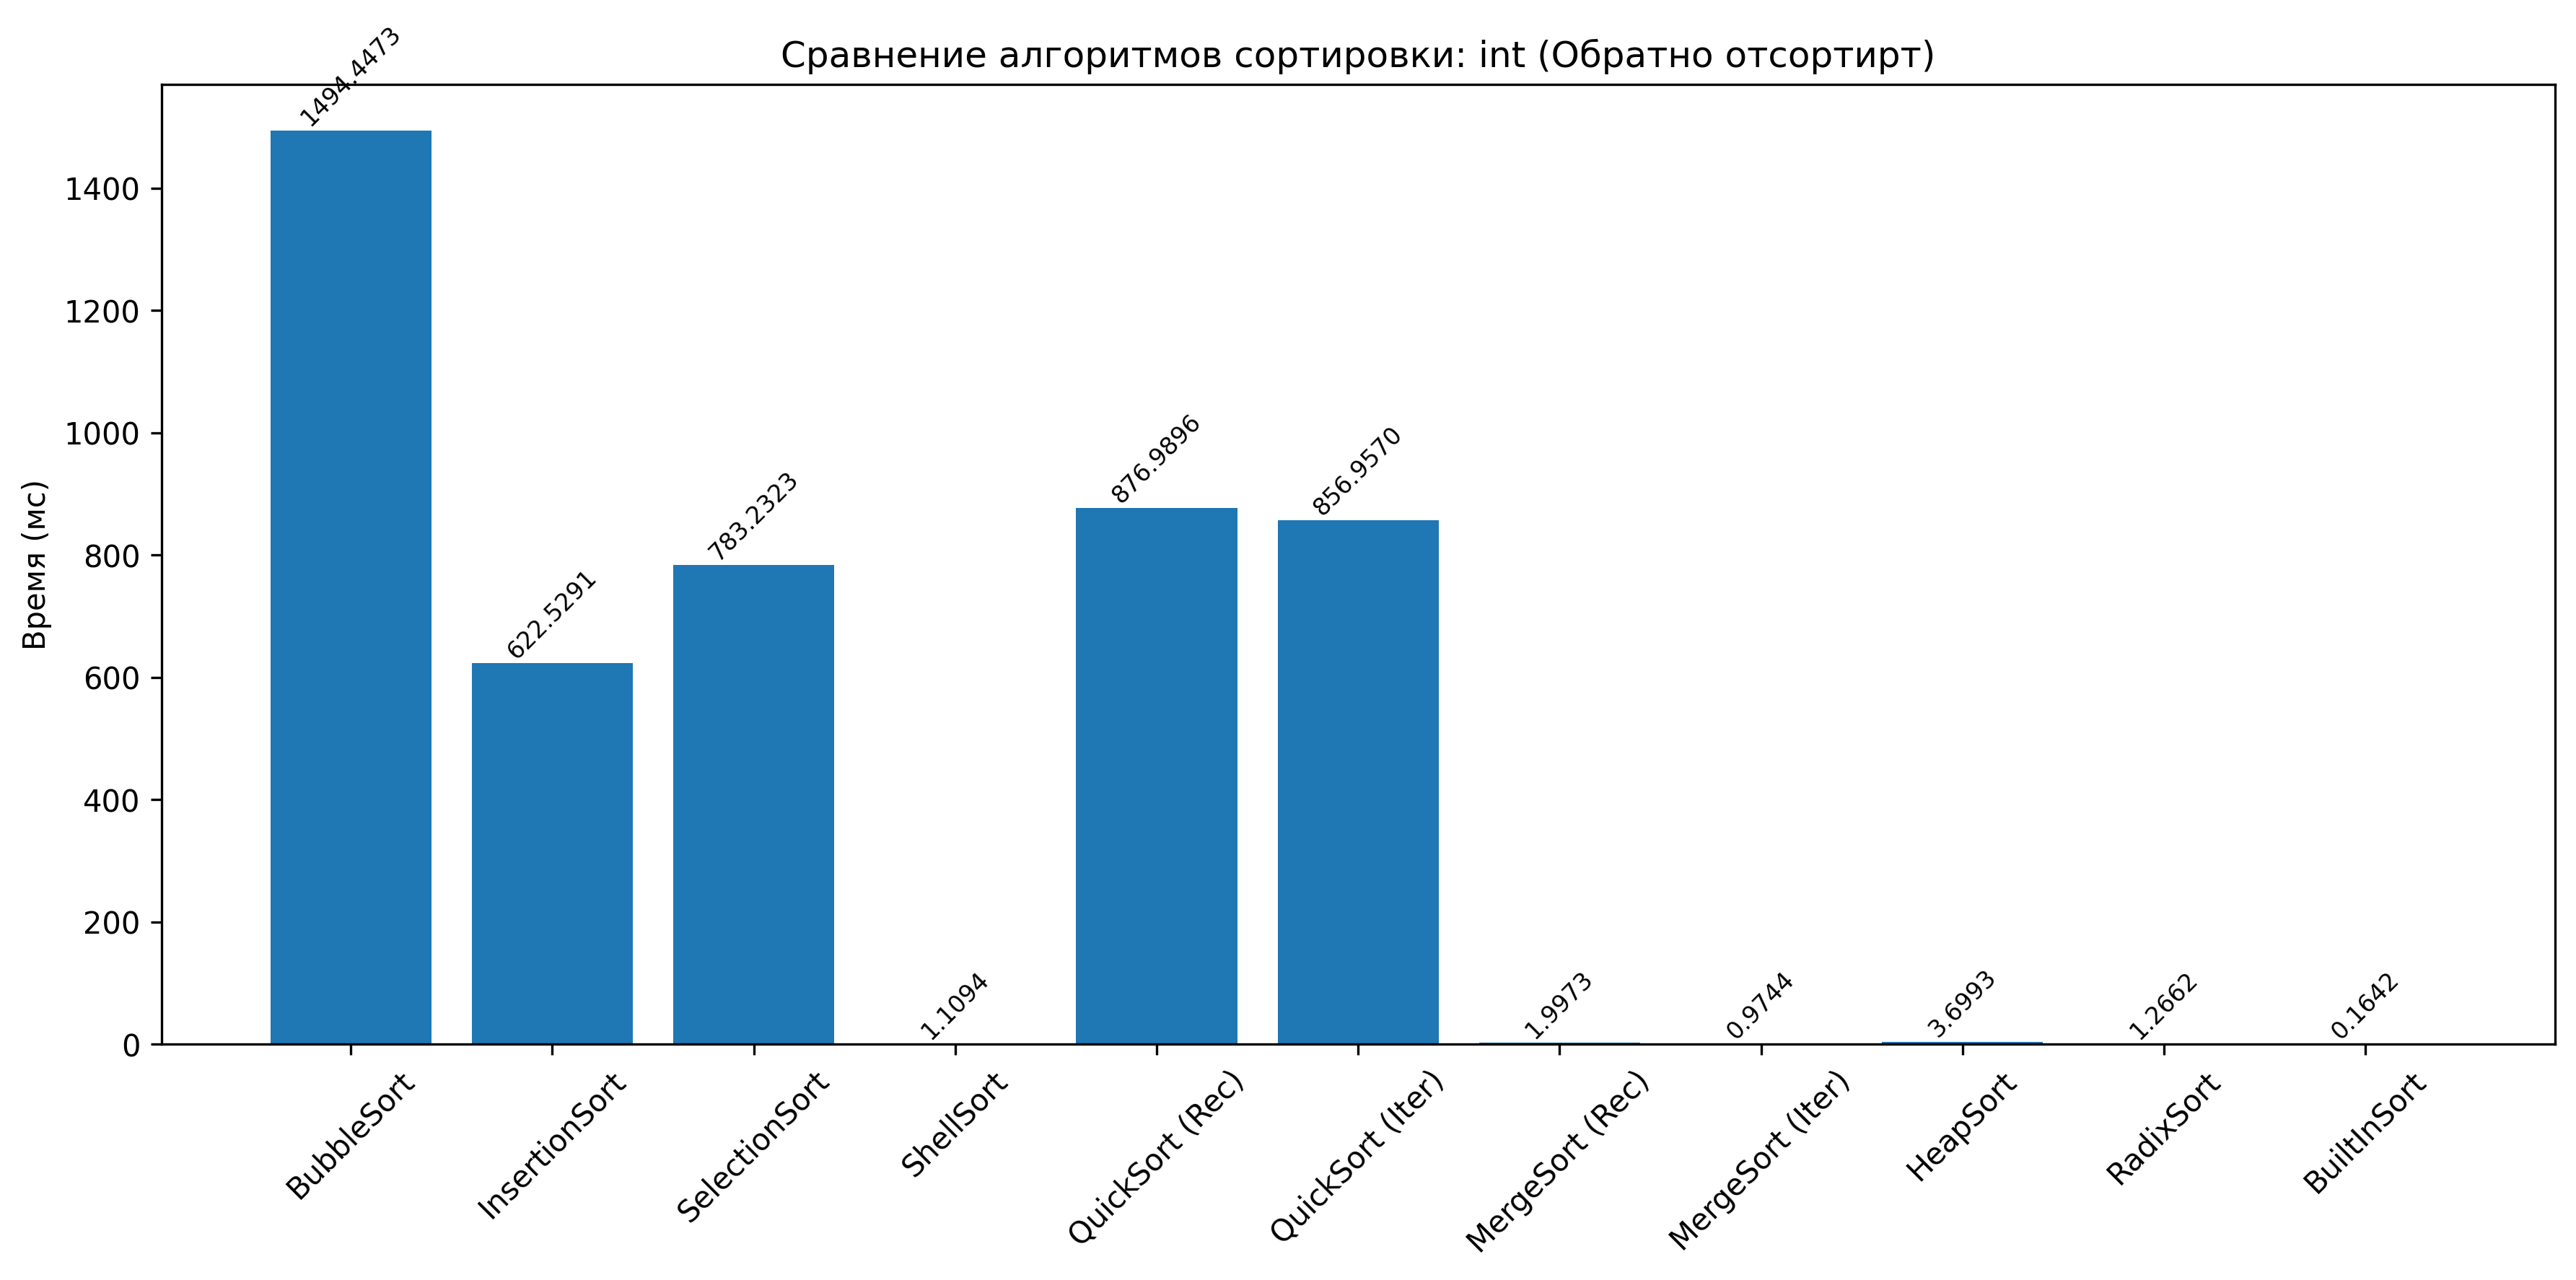 Сравнение алгоритмов сортировки: int (Обратно отсортирт)
Время (мс)
1400
1200
1000
800
600
400
200
0
1494.4473
622.5291
783.2323
1.1094
876.9896
856.9570
1.9973
0.9744
3.6993
1.2662
0.1642
BubbleSort
InsertionSort
SelectionSort
ShellSort
QuickSort (Rec)
QuickSort (Iter)
MergeSort (Rec)
MergeSort (Iter)
HeapSort
RadixSort
BuiltInSort